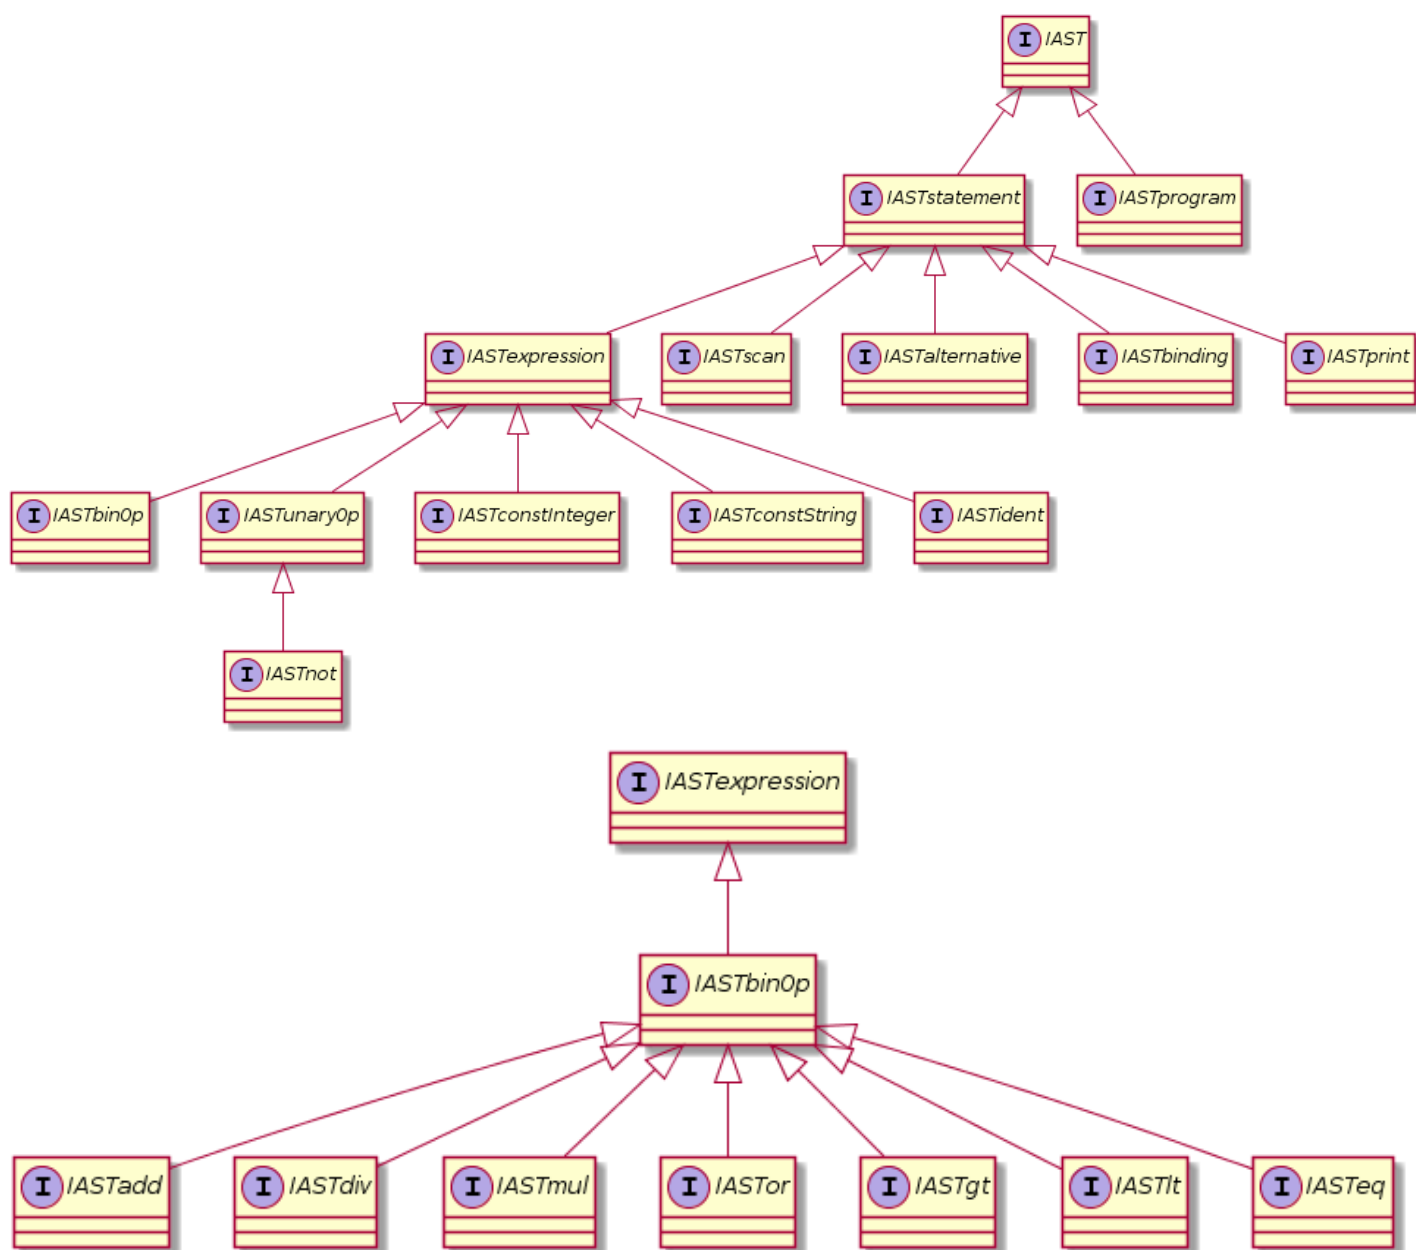 I IAST
I IASTstatement
I IASTprogram
I IASTexpression
I IASTscan
I IASTalternative
I IASTbinding
I IASTprint
I IASTbinOp
I IASTunaryOp
I IASTconstInteger
I IASTconstString
I IASTident
I IASTnot
I IASTexpression
I IASTbinOp
I IASTadd
I IASTdiv
I IASTmul
I IASTor
I IASTgt
I IASTlt
I IASTeq